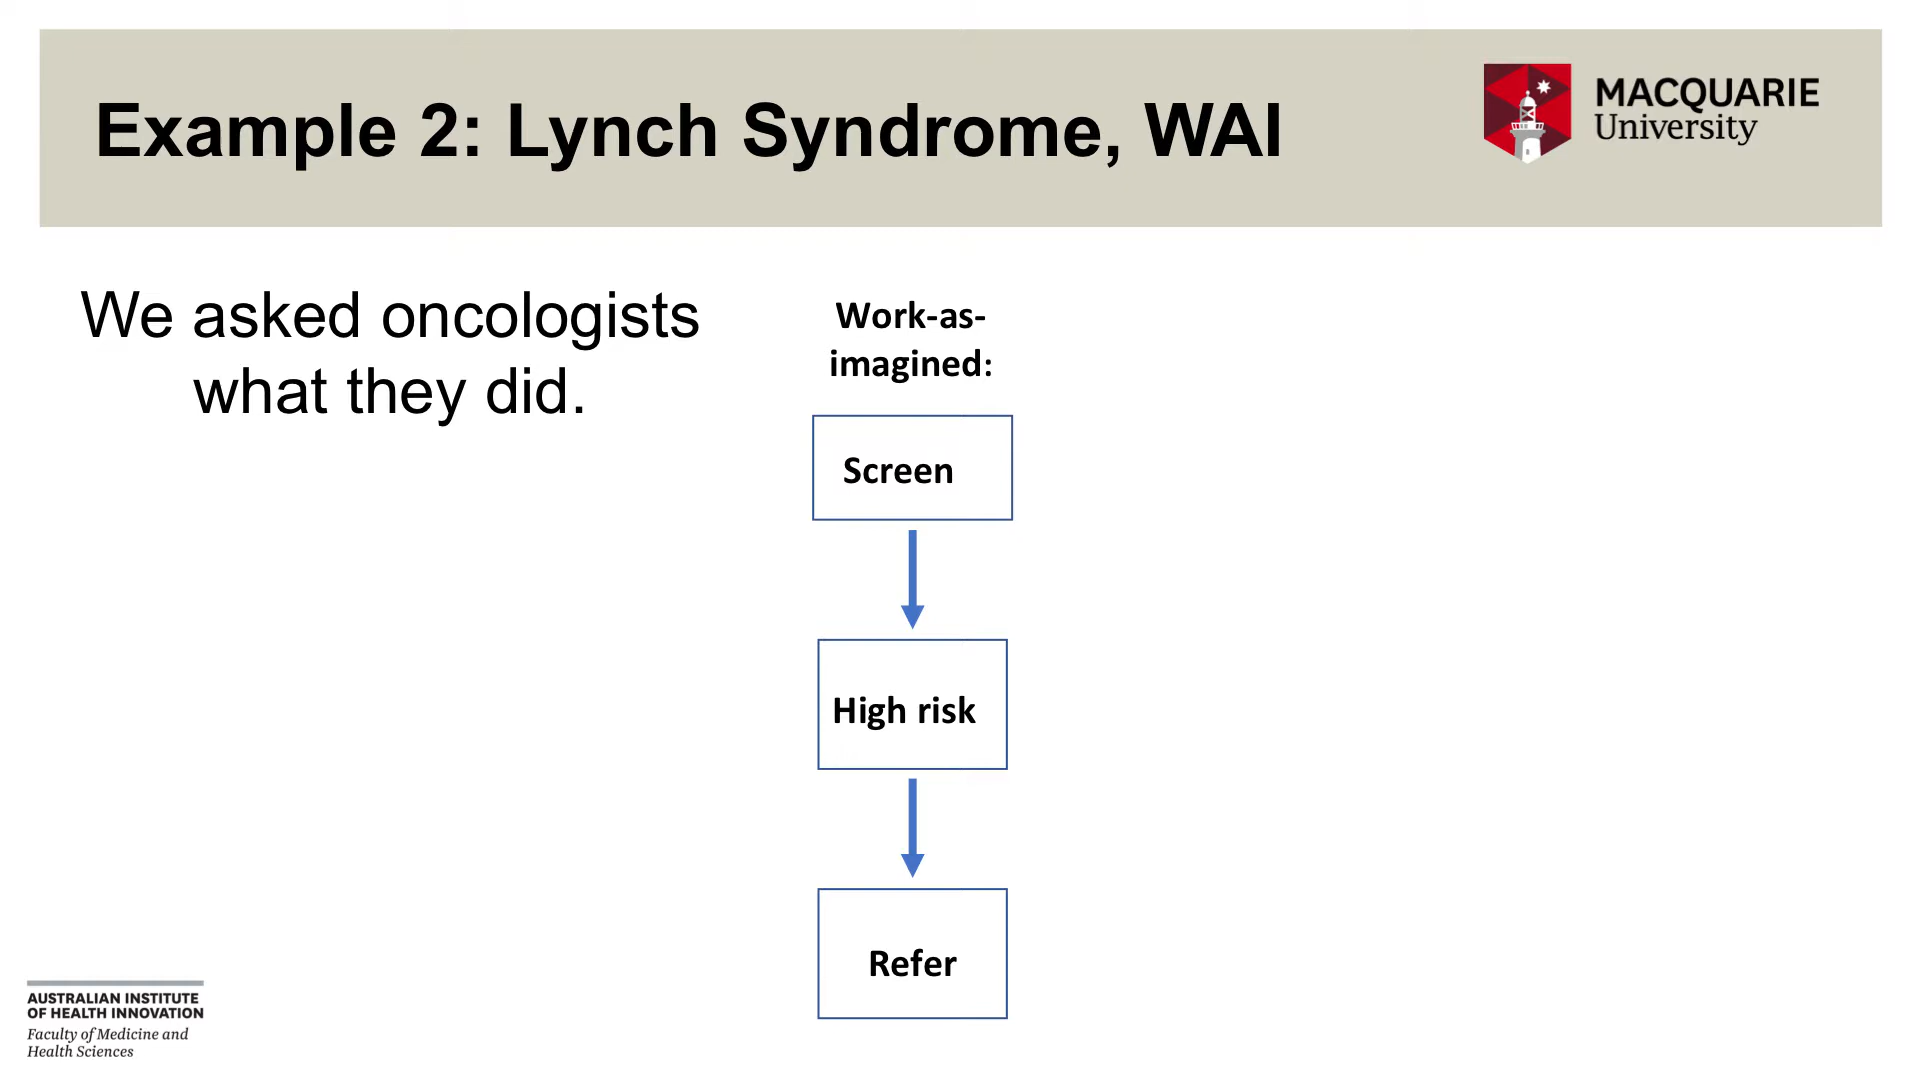 Example 2: Lynch Syndrome, WAI
MACQUARIE
University
We asked oncologists
what they did.
Work-as-
imagined:
Screen
High risk
Refer
AUSTRALIAN INSTITUTE
OF HEALTH INNOVATION
Faculty of Medicine and
Health Sciences